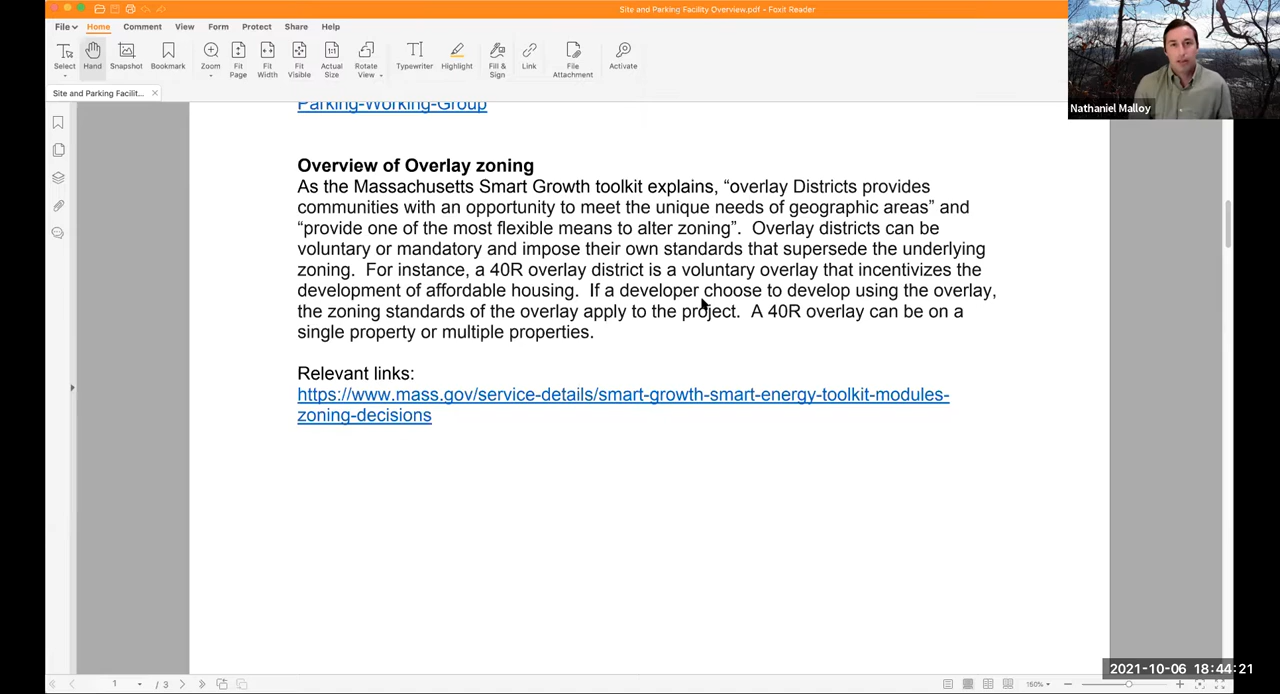 Site and Parking Facility Overview.pdf - Foxit Reader
File
Home
Comment
View
Form
Protect
Share
Help
Select
Hand
Snapshot
Bookmark
Zoom
Fit Page
Fit Width
Fit Visible
Actual Size
Rotate View
Typewriter
Highlight
Fill & Sign
Link
File Attachment
Activate
Nathaniel Malloy
Site and Parking Facilit...
Parking-Working-Group
Overview of Overlay zoning
As the Massachusetts Smart Growth toolkit explains, “overlay Districts provides
communities with an opportunity to meet the unique needs of geographic areas” and
“provide one of the most flexible means to alter zoning”.  Overlay districts can be
voluntary or mandatory and impose their own standards that supersede the underlying
zoning.  For instance, a 40R overlay district is a voluntary overlay that incentivizes the
development of affordable housing.  If a developer choose to develop using the overlay,
the zoning standards of the overlay apply to the project.  A 40R overlay can be on a
single property or multiple properties.
Relevant links:
https://www.mass.gov/service-details/smart-growth-smart-energy-toolkit-modules-
zoning-decisions
2021-10-06 18:44:21
1 / 3
150%